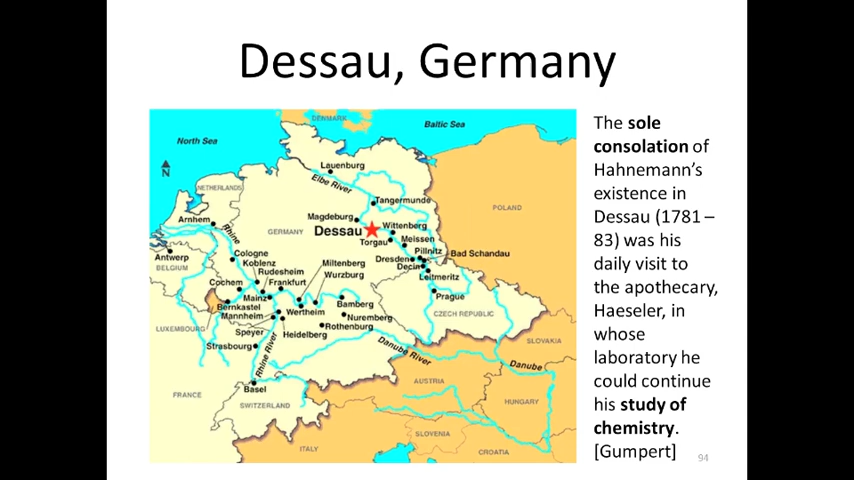 Dessau, Germany
DENMARK
Baltic Sea
North Sea
N
Lauenburg
Elbe River
NETHERLANDS
Tangermunde
POLAND
Magdeburg
Arnhem
Wittenberg
GERMANY
Dessau
Rhine
Torgau
Meissen
Pillnitz
Antwerp
Cologne
Dresden
Bad Schandau
BELGIUM
Koblenz
Miltenberg
Decin
Rudesheim
Leitmeritz
Cochem
Frankfurt
Wurzburg
Prague
Mainz
Bamberg
Bernkastel
Wertheim
CZECH REPUBLIC
Mannheim
Nuremberg
LUXEMBOURG
Speyer
Heidelberg
Rothenburg
SLOVAKIA
Strasbourg
Rhine River
Danube River
Danube
Basel
AUSTRIA
FRANCE
HUNGARY
SWITZERLAND
SLOVENIA
ITALY
CROATIA
The sole
consolation of
Hahnemann’s
existence in
Dessau (1781 –
83) was his
daily visit to
the apothecary,
Haeseler, in
whose
laboratory he
could continue
his study of
chemistry.
[Gumpert]
94